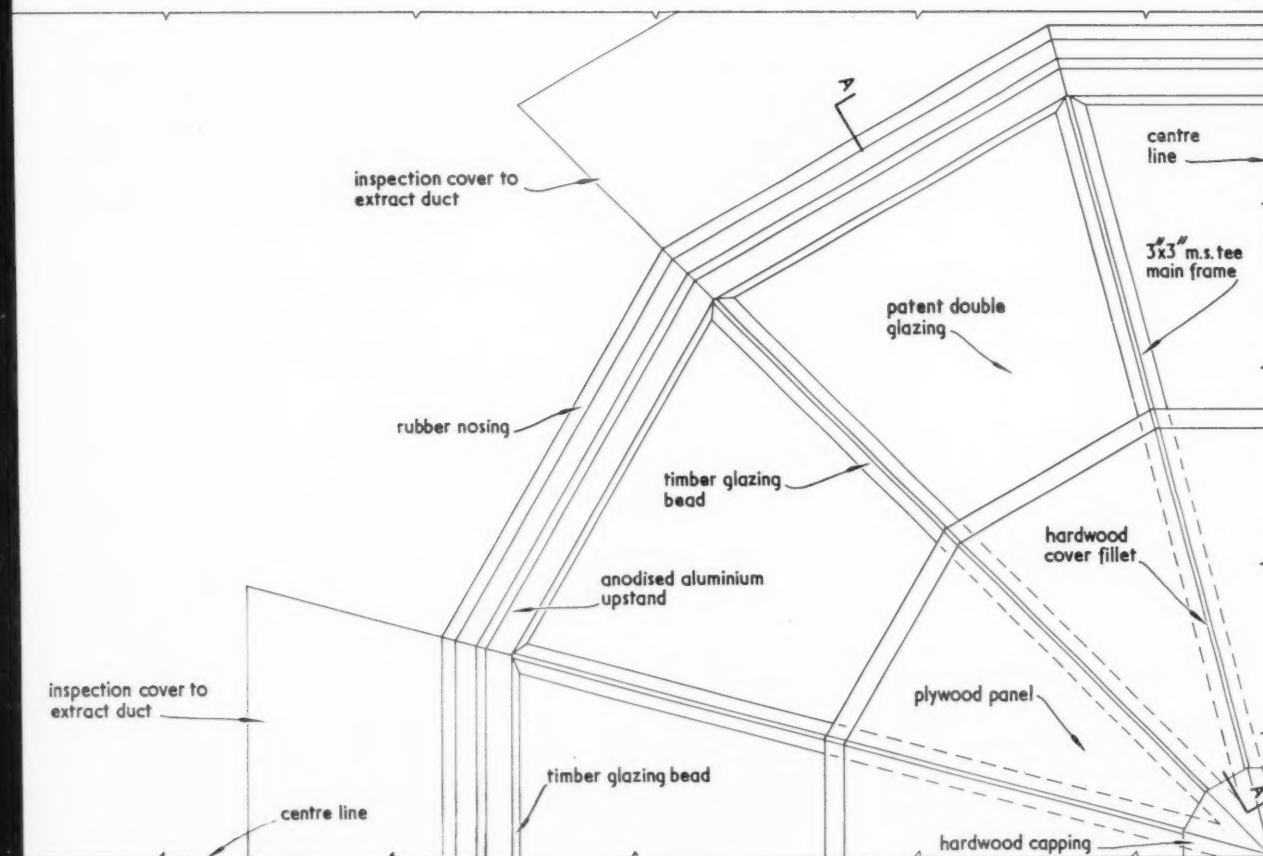 A
centre
line
inspection cover to
extract duct
3"x3" m.s. tee
main frame
patent double
glazing
rubber nosing
timber glazing
bead
hardwood
cover fillet
anodised aluminium
upstand
inspection cover to
extract duct
plywood panel
timber glazing bead
A
centre line
hardwood capping